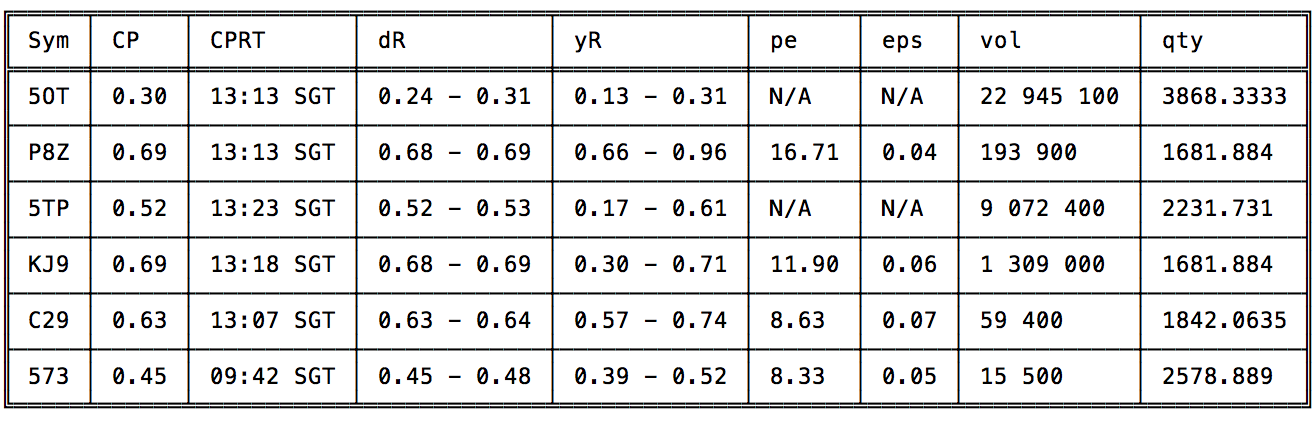 Sym CP CPRT dR yR pe eps vol qty
5OT 0.30 13:13 SGT 0.24 - 0.31 0.13 - 0.31 N/A N/A 22 945 100 3868.3333
P8Z 0.69 13:13 SGT 0.68 - 0.69 0.66 - 0.96 16.71 0.04 193 900 1681.884
5TP 0.52 13:23 SGT 0.52 - 0.53 0.17 - 0.61 N/A N/A 9 072 400 2231.731
KJ9 0.69 13:18 SGT 0.68 - 0.69 0.30 - 0.71 11.90 0.06 1 309 000 1681.884
C29 0.63 13:07 SGT 0.63 - 0.64 0.57 - 0.74 8.63 0.07 59 400 1842.0635
573 0.45 09:42 SGT 0.45 - 0.48 0.39 - 0.52 8.33 0.05 15 500 2578.889